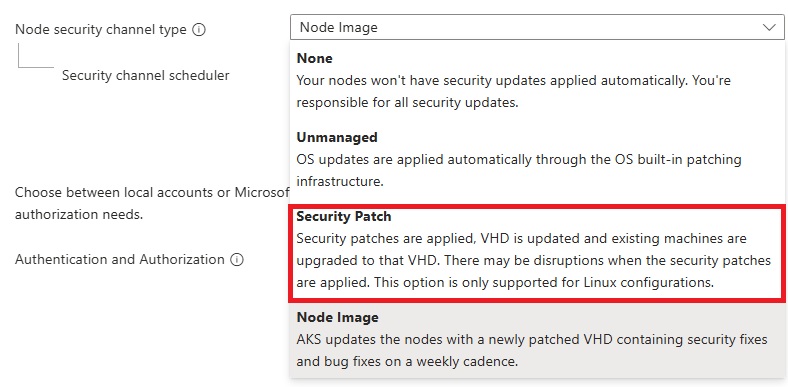 Node security channel type
Node Image
Security channel scheduler
None
Your nodes won't have security updates applied automatically. You're
responsible for all security updates.
Unmanaged
OS updates are applied automatically through the OS built-in patching
infrastructure.
Choose between local accounts or Microsof
authorization needs.
Security Patch
Security patches are applied, VHD is updated and existing machines are
upgraded to that VHD. There may be disruptions when the security patches
are applied. This option is only supported for Linux configurations.
Authentication and Authorization
Node Image
AKS updates the nodes with a newly patched VHD containing security fixes
and bug fixes on a weekly cadence.